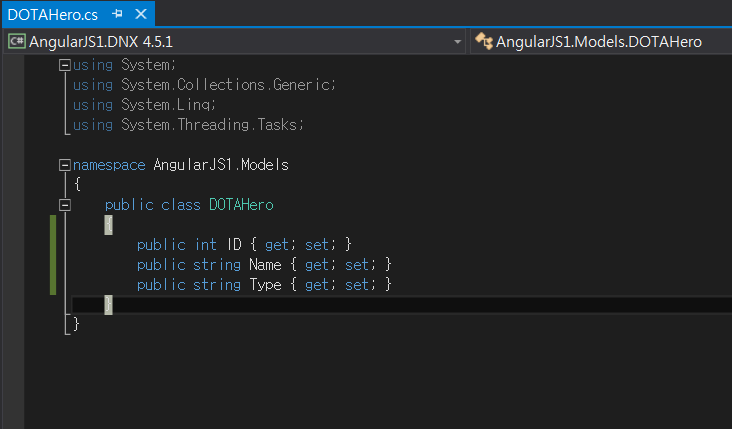 DOTAHero.cs
C# AngularJS1.DNX 4.5.1
AngularJS1.Models.DOTAHero
using System;
using System.Collections.Generic;
using System.Linq;
using System.Threading.Tasks;
namespace AngularJS1.Models
{
public class DOTAHero
{
public int ID { get; set; }
public string Name { get; set; }
public string Type { get; set; }
}
}